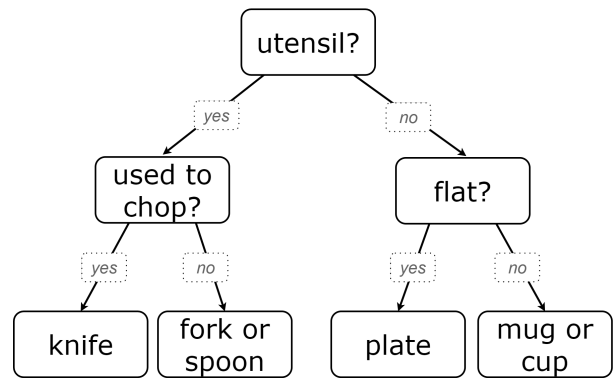 utensil?
yes
no
used to
chop?
flat?
yes
no
yes
no
knife
fork or
spoon
plate
mug or
cup